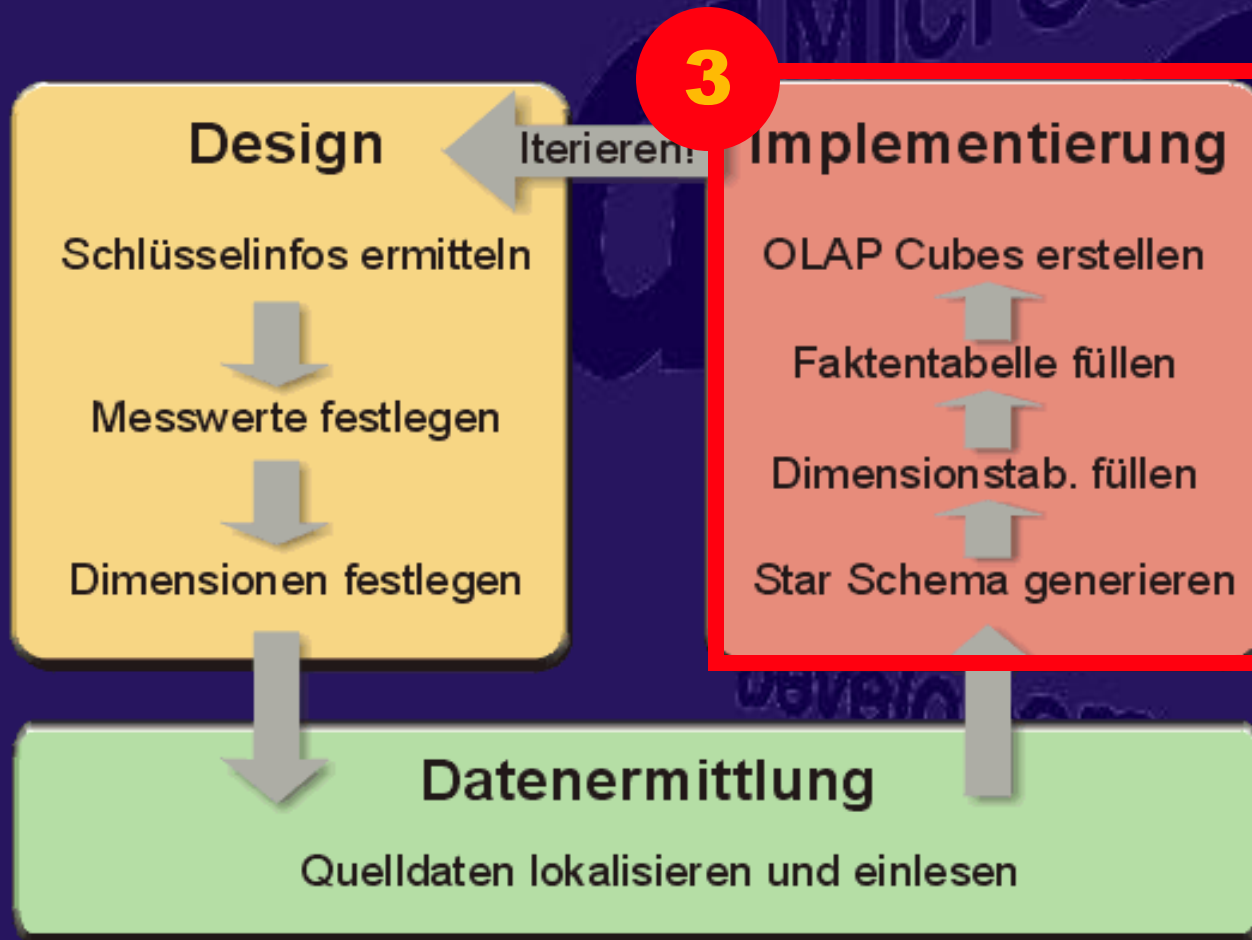 3
Design
Iterieren!
Implementierung
Schlüsselinfos ermitteln
Messwerte festlegen
Dimensionen festlegen
OLAP Cubes erstellen
Faktentabelle füllen
Dimensionstab. füllen
Star Schema generieren
Datenermittlung
Quelldaten lokalisieren und einlesen